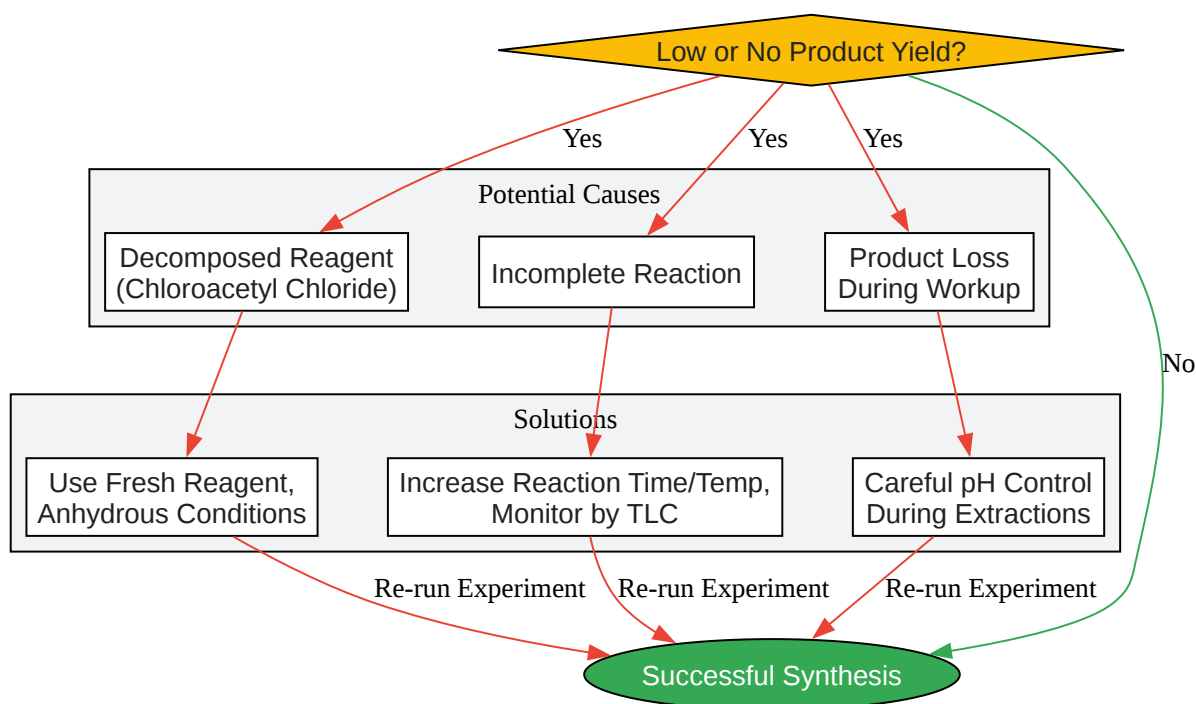 Low or No Product Yield?
Yes
Yes
Yes
Potential Causes
Decomposed Reagent
(Chloroacetyl Chloride)
Incomplete Reaction
Product Loss
During Workup
No
Solutions
Use Fresh Reagent,
Anhydrous Conditions
Increase Reaction Time/Temp,
Monitor by TLC
Careful pH Control
During Extractions
Re-run Experiment
Re-run Experiment
Re-run Experiment
Successful Synthesis